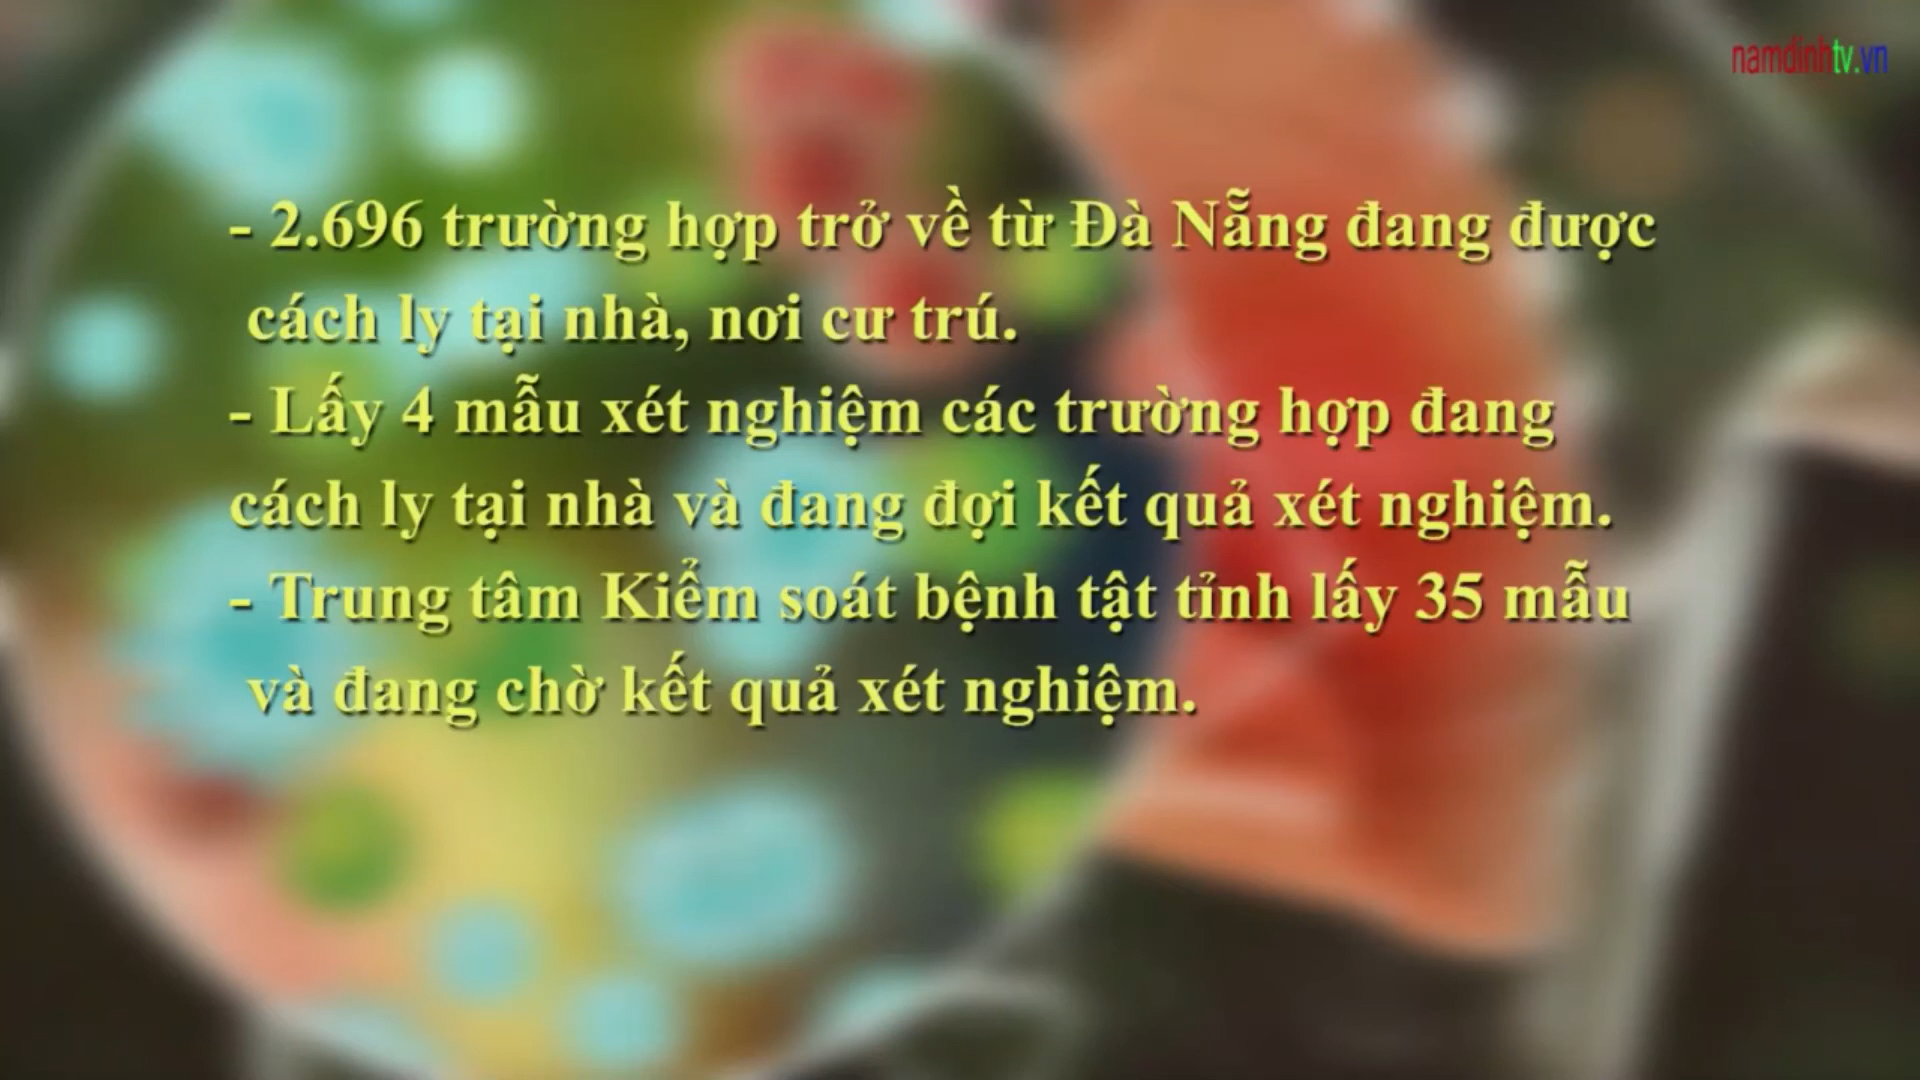 namdinhtv.vn
- 2.696 trường hợp trở về từ Đà Nẵng đang được
cách ly tại nhà, nơi cư trú.
- Lấy 4 mẫu xét nghiệm các trường hợp đang
cách ly tại nhà và đang đợi kết quả xét nghiệm.
- Trung tâm Kiểm soát bệnh tật tỉnh lấy 35 mẫu
và đang chờ kết quả xét nghiệm.